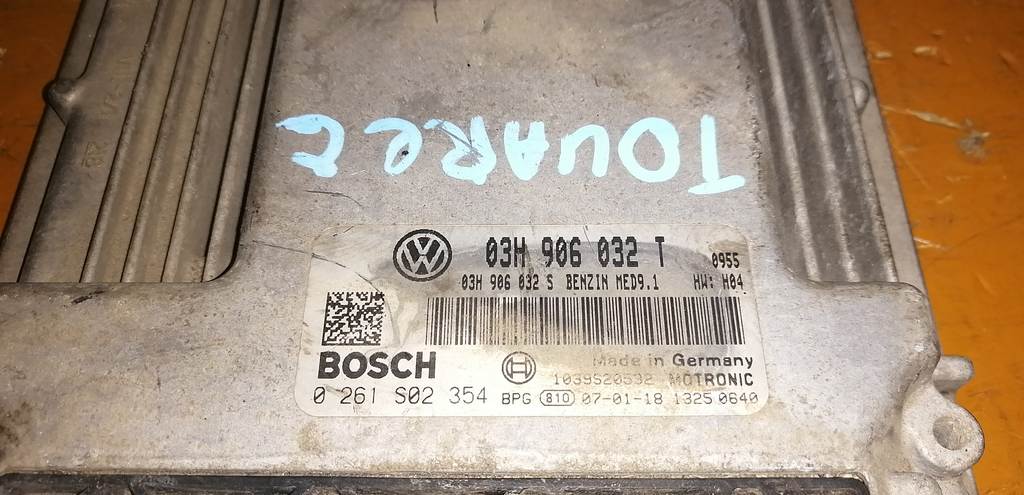 TOUAReG
VW 03H 906 032 T 0955
03H 906 032 S BENZIN MED9.1 HW: H04
BOSCH Made in Germany
1039S20532 MOTRONIC
0 261 S02 354 BPG 810 07-01-18 1325 0640